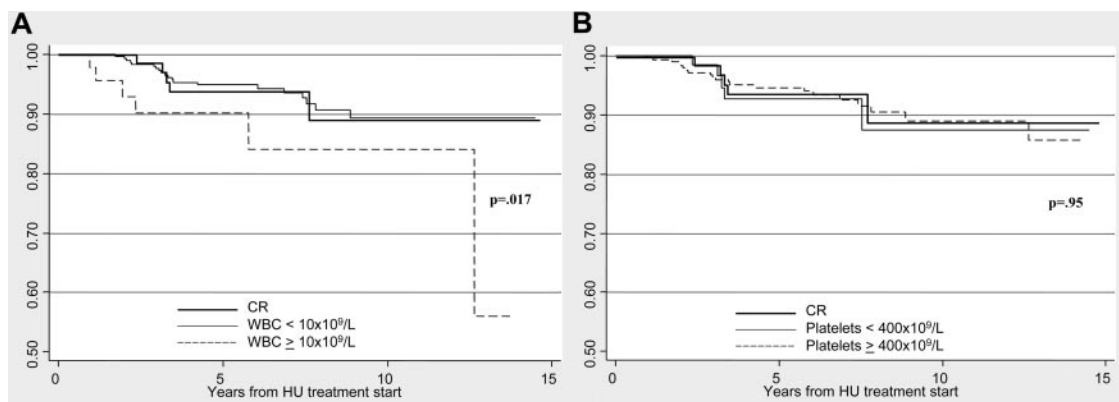 A
1.00
0.90
0.80
0.70
0.60
0.50
p=.017
CR
WBC < 10x10⁹/L
WBC ≥ 10x10⁹/L
0
5
10
15
Years from HU treatment start
B
1.00
0.90
0.80
0.70
0.60
0.50
p=.95
CR
Platelets < 400x10⁹/L
Platelets ≥ 400x10⁹/L
0
5
10
15
Years from HU treatment start